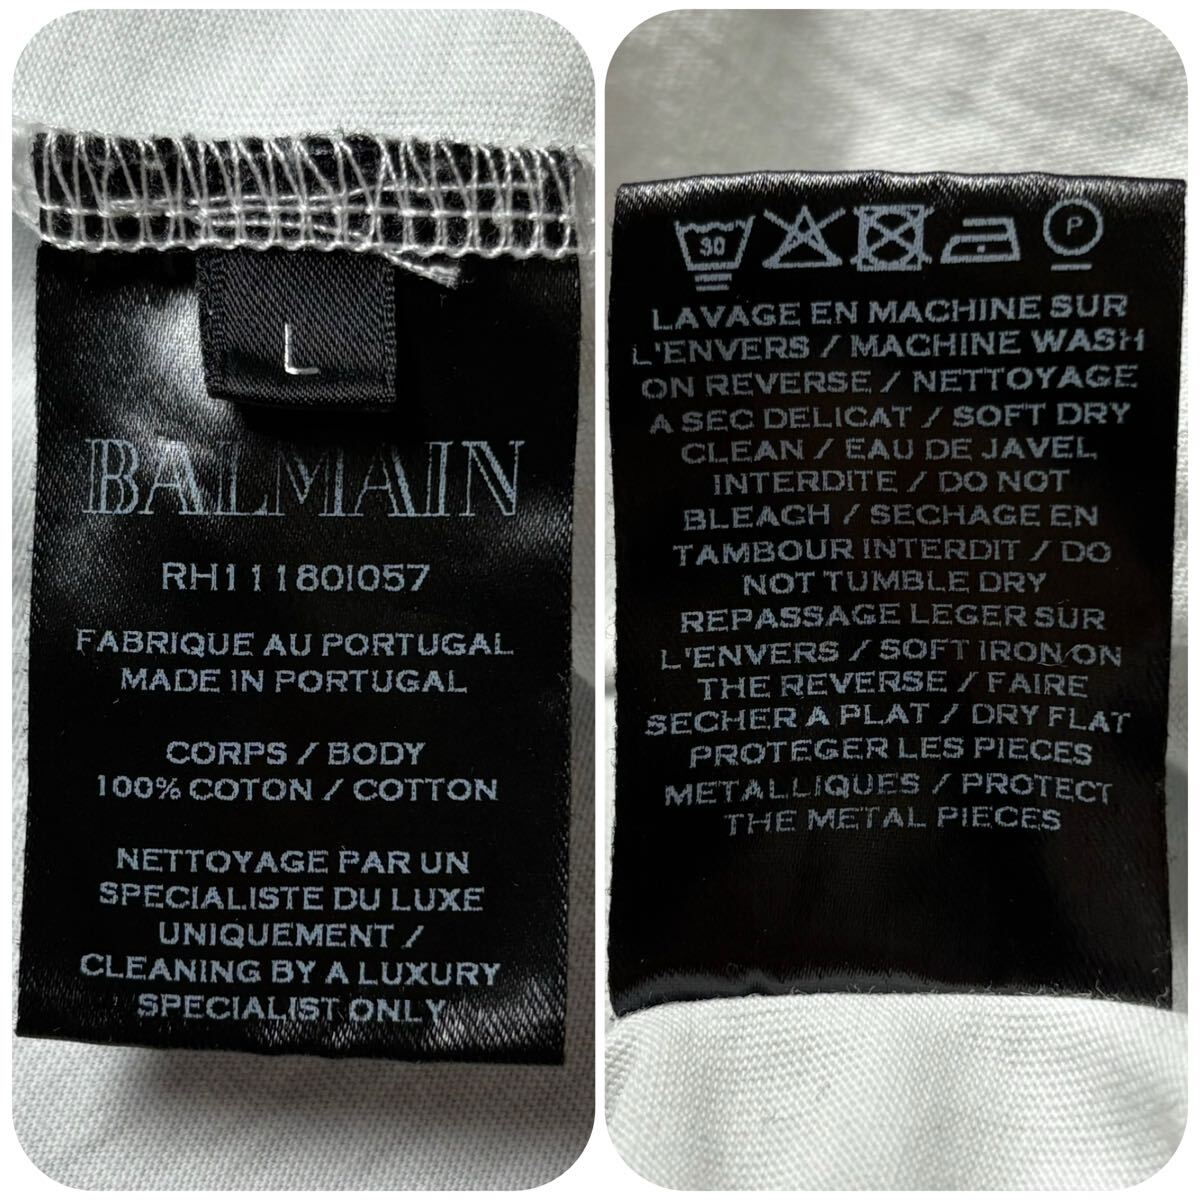 L
BALMAIN
RH11180I057
FABRIQUE AU PORTUGAL
MADE IN PORTUGAL
CORPS / BODY
100% COTON / COTTON
NETTOYAGE PAR UN
SPECIALISTE DU LUXE
UNIQUEMENT /
CLEANING BY A LUXURY
SPECIALIST ONLY
30
P
LAVAGE EN MACHINE SUR
L'ENVERS / MACHINE WASH
ON REVERSE / NETTOYAGE
A SEC DELICAT / SOFT DRY
CLEAN / EAU DE JAVEL
INTERDITE / DO NOT
BLEACH / SECHAGE EN
TAMBOUR INTERDIT / DO
NOT TUMBLE DRY
REPASSAGE LEGER SUR
L'ENVERS / SOFT IRON ON
THE REVERSE / FAIRE
SECHER A PLAT / DRY FLAT
PROTEGER LES PIECES
METALLIQUES / PROTECT
THE METAL PIECES